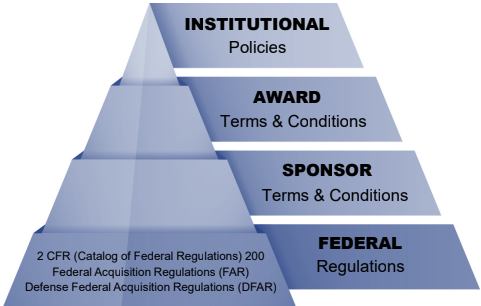 INSTITUTIONAL
Policies
AWARD
Terms & Conditions
SPONSOR
Terms & Conditions
FEDERAL
Regulations
2 CFR (Catalog of Federal Regulations) 200
Federal Acquisition Regulations (FAR)
Defense Federal Acquisition Regulations (DFAR)